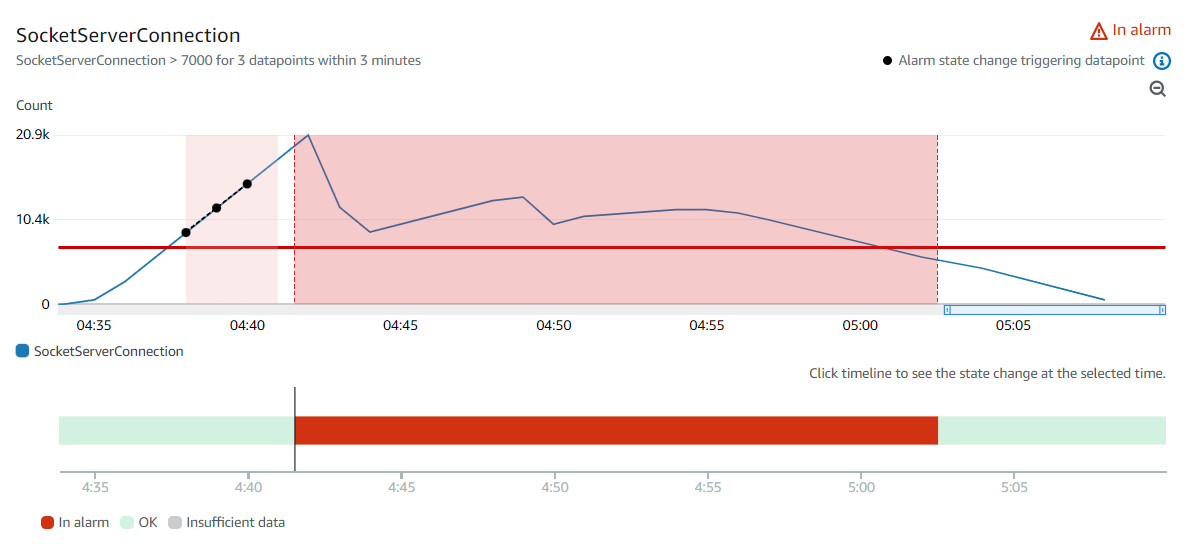 SocketServerConnection
In alarm
SocketServerConnection > 7000 for 3 datapoints within 3 minutes
Alarm state change triggering datapoint
Count
20.9k
10.4k
0
04:35 04:40 04:45 04:50 04:55 05:00 05:05
SocketServerConnection
Click timeline to see the state change at the selected time.
4:35 4:40 4:45 4:50 4:55 5:00 5:05
In alarm OK Insufficient data